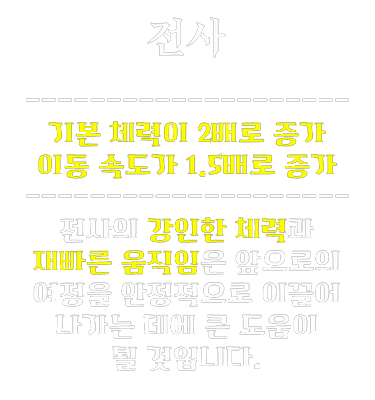 전사
기본 체력이 2배로 증가
이동 속도가 1.5배로 증가
전사의 강인한 체력과
재빠른 움직임은 앞으로의
여정을 안정적으로 이끌어
나가는 데에 큰 도움이
될 것입니다.